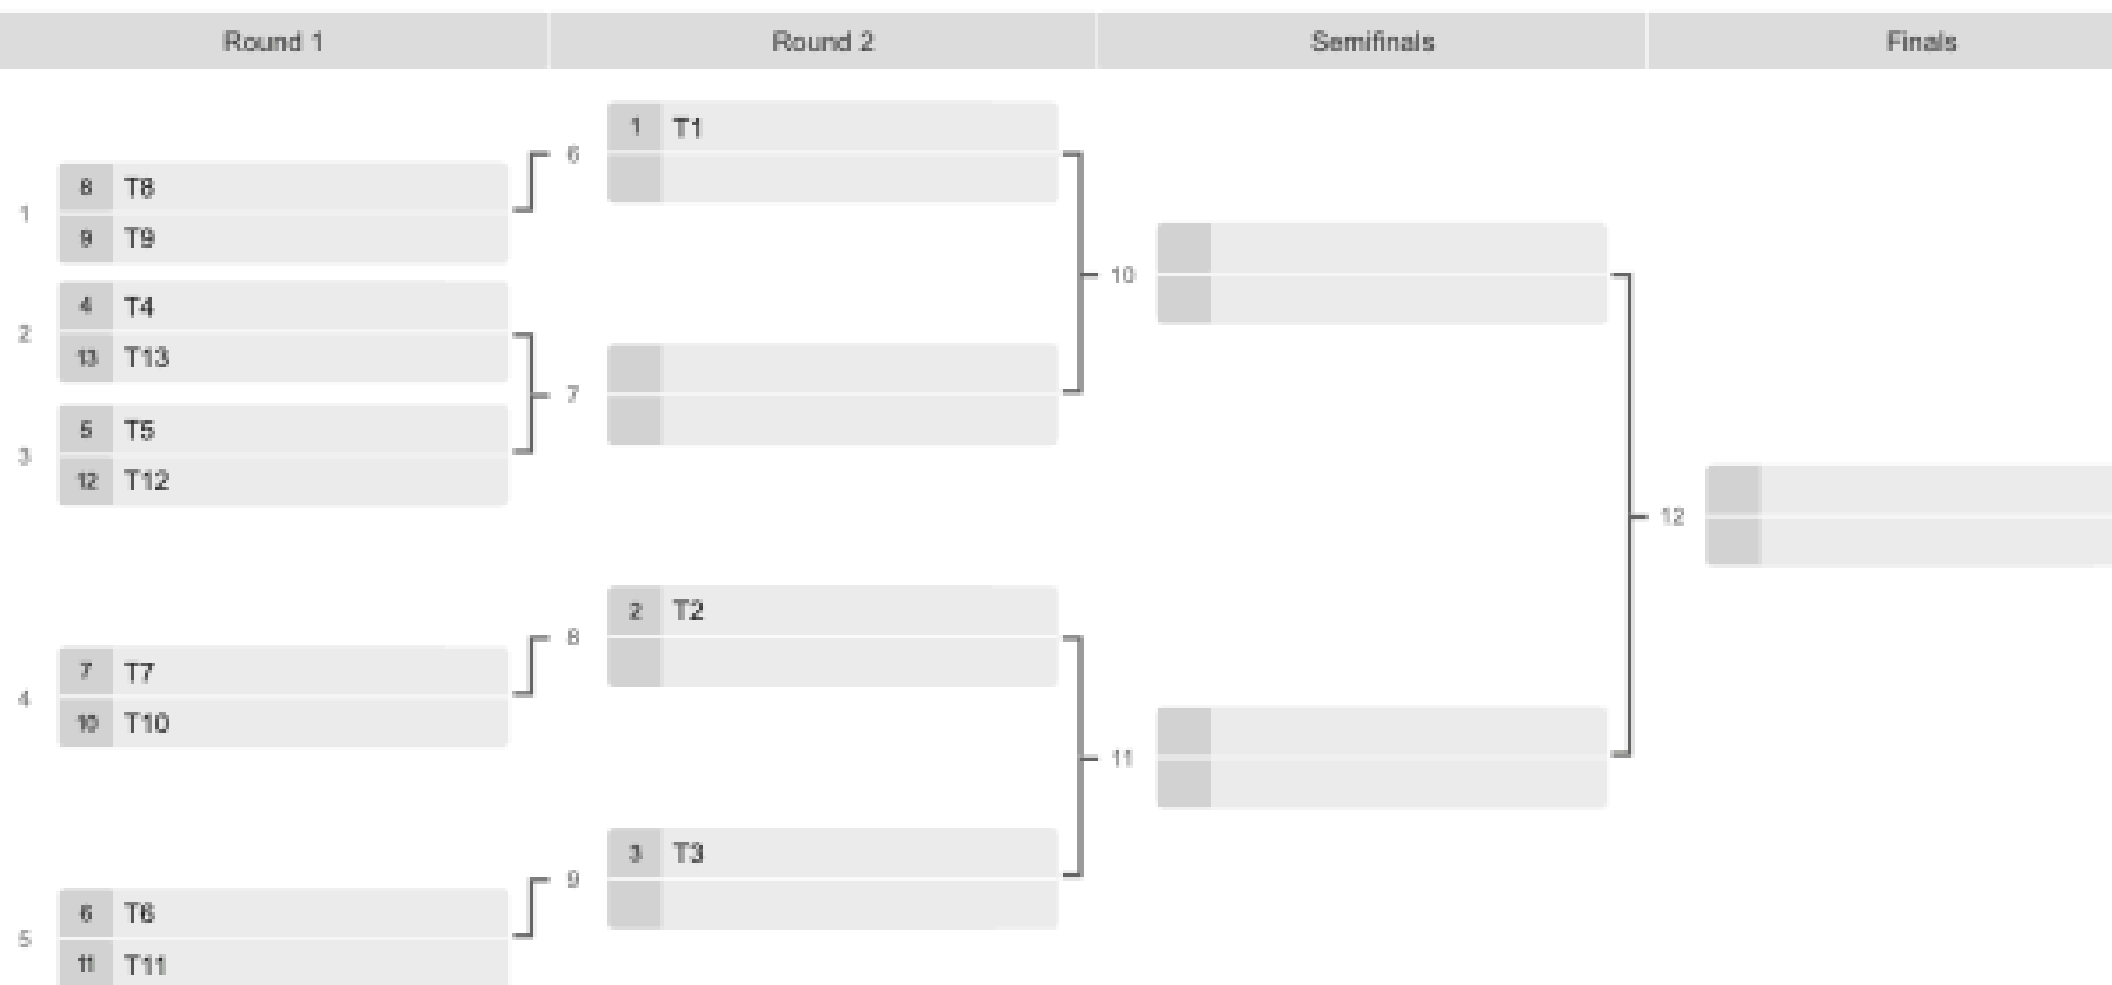 Round 1
Round 2
Semifinals
Finals
1
8 T8
9 T9
2
4 T4
13 T13
3
5 T5
12 T12
4
7 T7
10 T10
5
6 T6
11 T11
6
1 T1
7
8
2 T2
9
3 T3
10
11
12